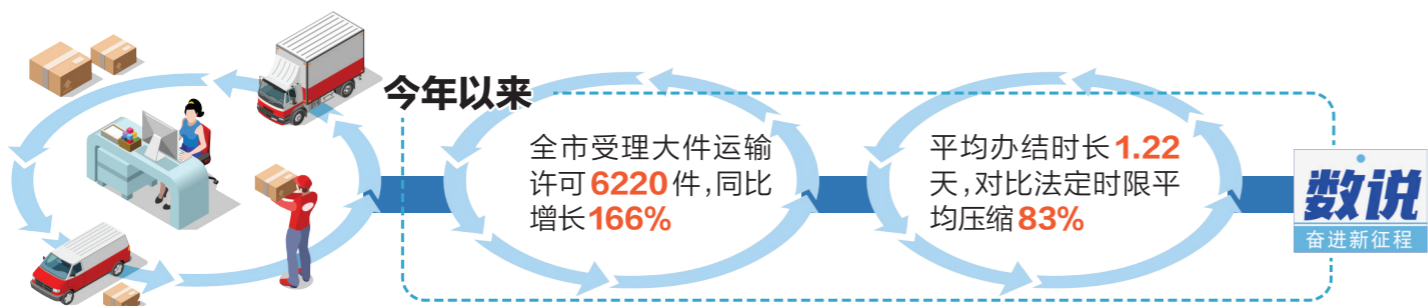 今年以来
全市受理大件运输
许可6220件,同比
增长166%
平均办结时长1.22
天,对比法定时限平
均压缩83%
数说
奋进新征程